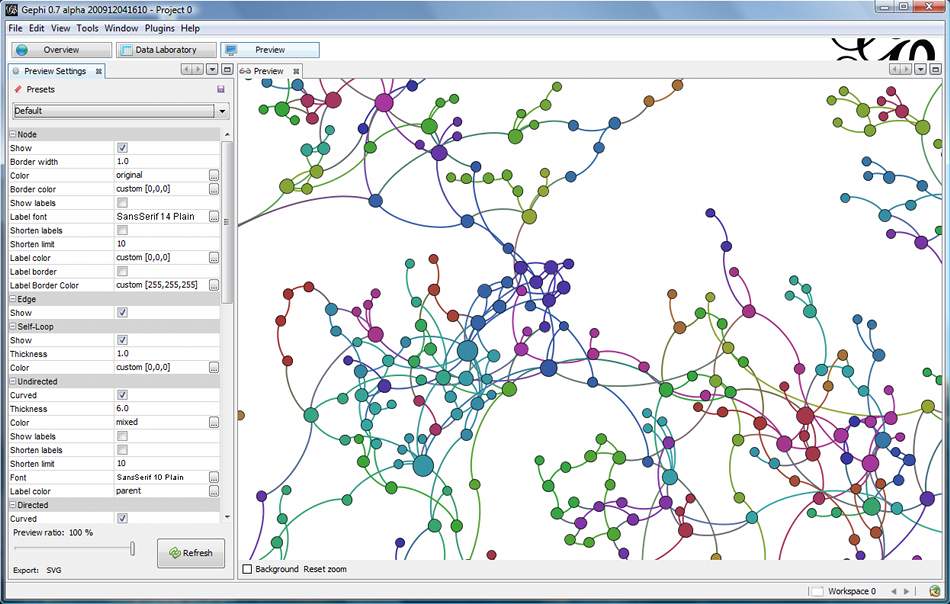 Gephi 0.7 alpha 200912041610 - Project 0
File Edit View Tools Window Plugins Help
Overview Data Laboratory Preview
Preview Settings
Preview
Presets
Default
Node
Show
Border width 1.0
Color original
Border color custom [0,0,0]
Show labels
Label font SansSerif 14 Plain
Shorten labels
Shorten limit 10
Label color custom [0,0,0]
Label border
Label Border Color custom [255,255,255]
Edge
Show
Self-Loop
Show
Thickness 1.0
Color custom [0,0,0]
Undirected
Curved
Thickness 6.0
Color mixed
Show labels
Shorten labels
Shorten limit 10
Font SansSerif 10 Plain
Label color parent
Directed
Curved
Preview ratio: 100 %
Refresh
Export: SVG
Background Reset zoom
Workspace 0